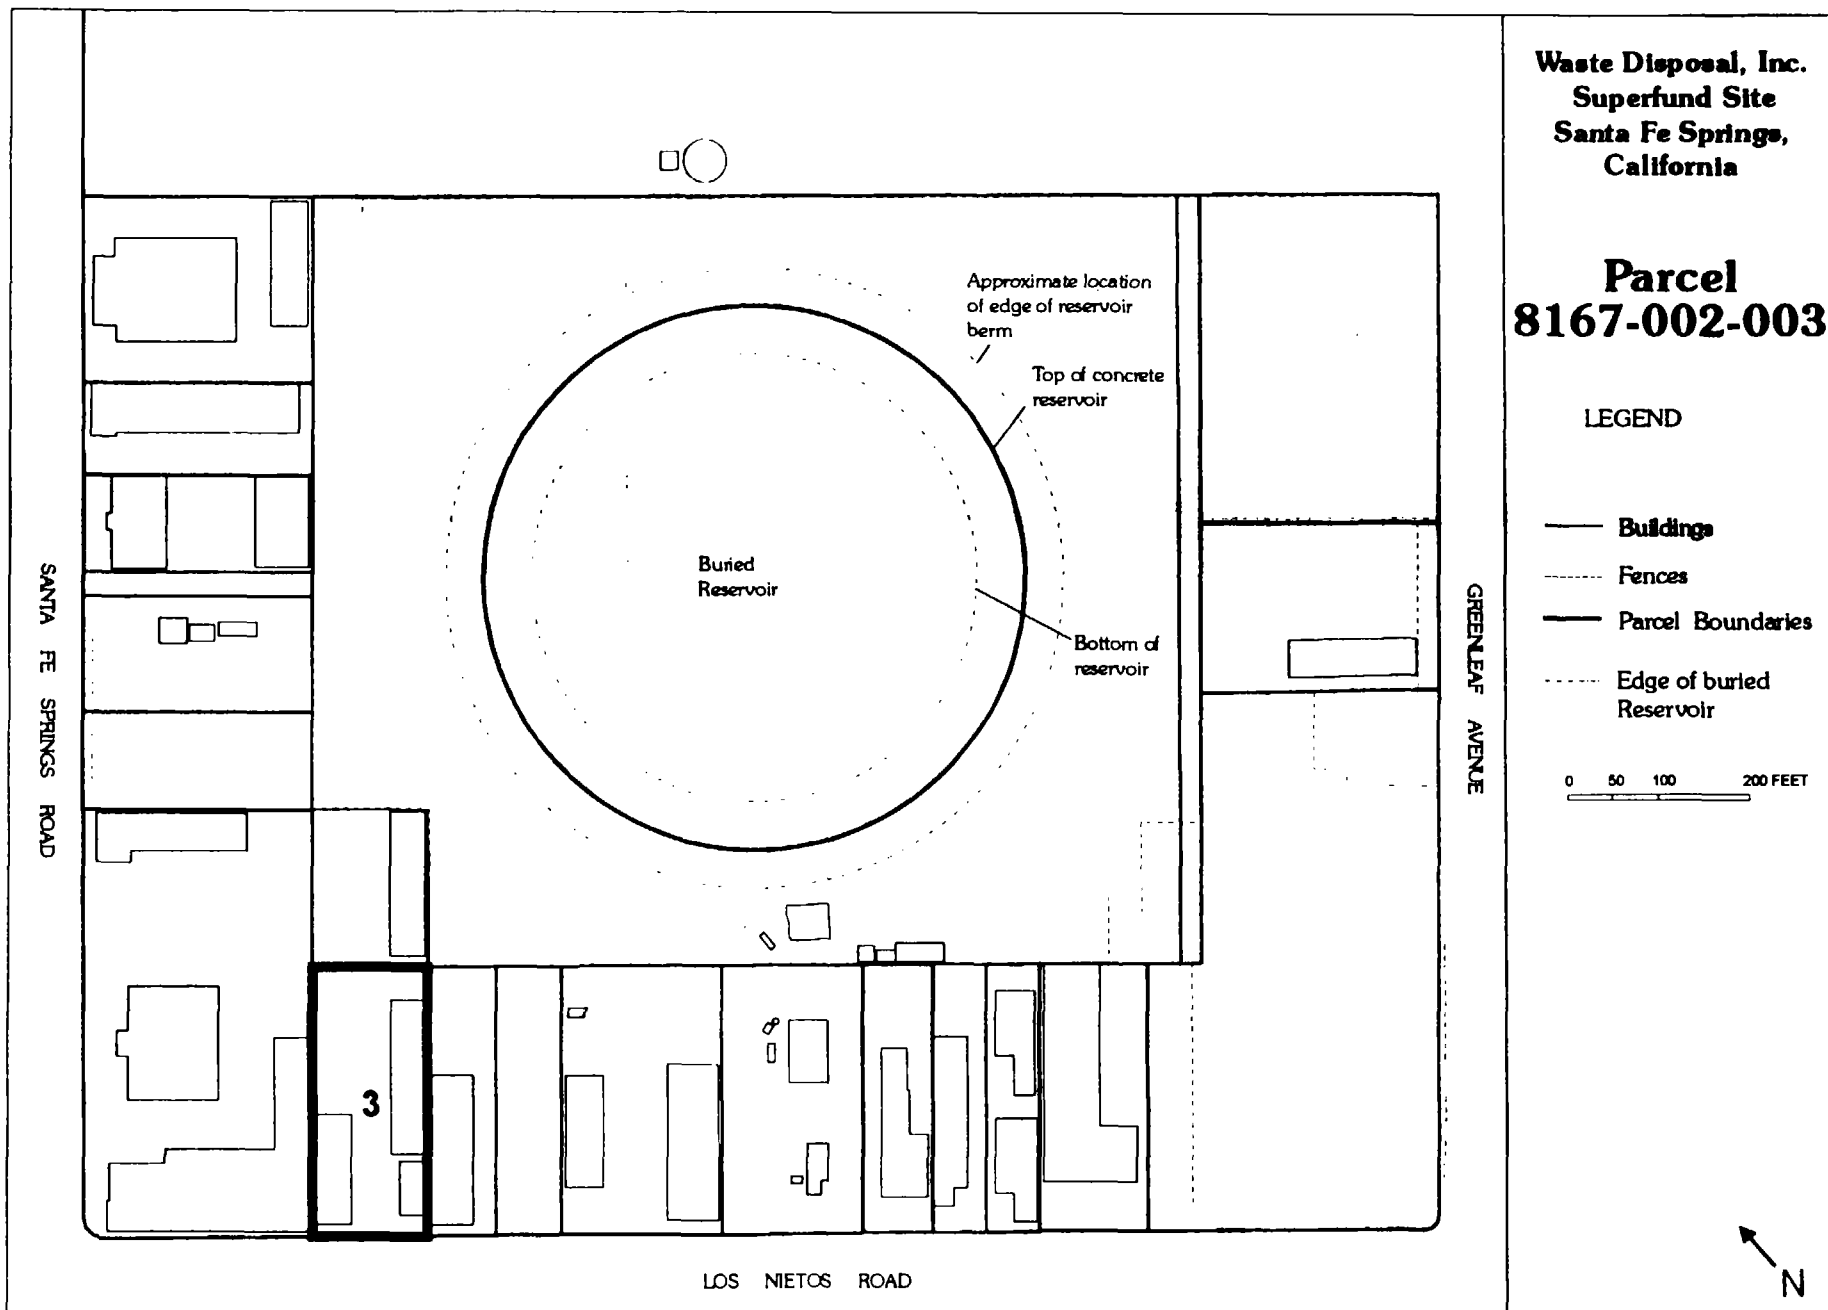 Waste Disposal, Inc.
Superfund Site
Santa Fe Springs,
California
Parcel
8167-002-003
LEGEND
Buildings
Fences
Parcel Boundaries
Edge of buried
Reservoir
0 50 100 200 FEET
N
Approximate location
of edge of reservoir
berm
Top of concrete
reservoir
Buried
Reservoir
Bottom of
reservoir
SANTA FE SPRINGS ROAD
GREENLEAF AVENUE
3
LOS NIETOS ROAD